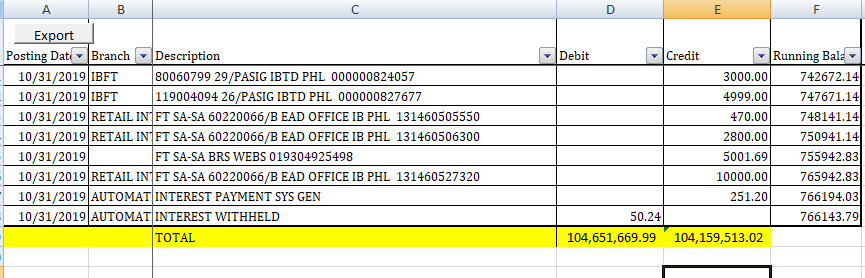 A B C D E F
Export
Posting Date Branch Description Debit Credit Running Bala
10/31/2019 IBFT 80060799 29/PASIG IBTD PHL 000000824057 3000.00 742672.14
10/31/2019 IBFT 119004094 26/PASIG IBTD PHL 000000827677 4999.00 747671.14
10/31/2019 RETAIL INT FT SA-SA 60220066/B EAD OFFICE IB PHL 131460505550 470.00 748141.14
10/31/2019 RETAIL INT FT SA-SA 60220066/B EAD OFFICE IB PHL 131460506300 2800.00 750941.14
10/31/2019 FT SA-SA BRS WEBS 019304925498 5001.69 755942.83
10/31/2019 RETAIL INT FT SA-SA 60220066/B EAD OFFICE IB PHL 131460527320 10000.00 765942.83
10/31/2019 AUTOMAT INTEREST PAYMENT SYS GEN 251.20 766194.03
10/31/2019 AUTOMAT INTEREST WITHHELD 50.24 766143.79
TOTAL 104,651,669.99 104,159,513.02